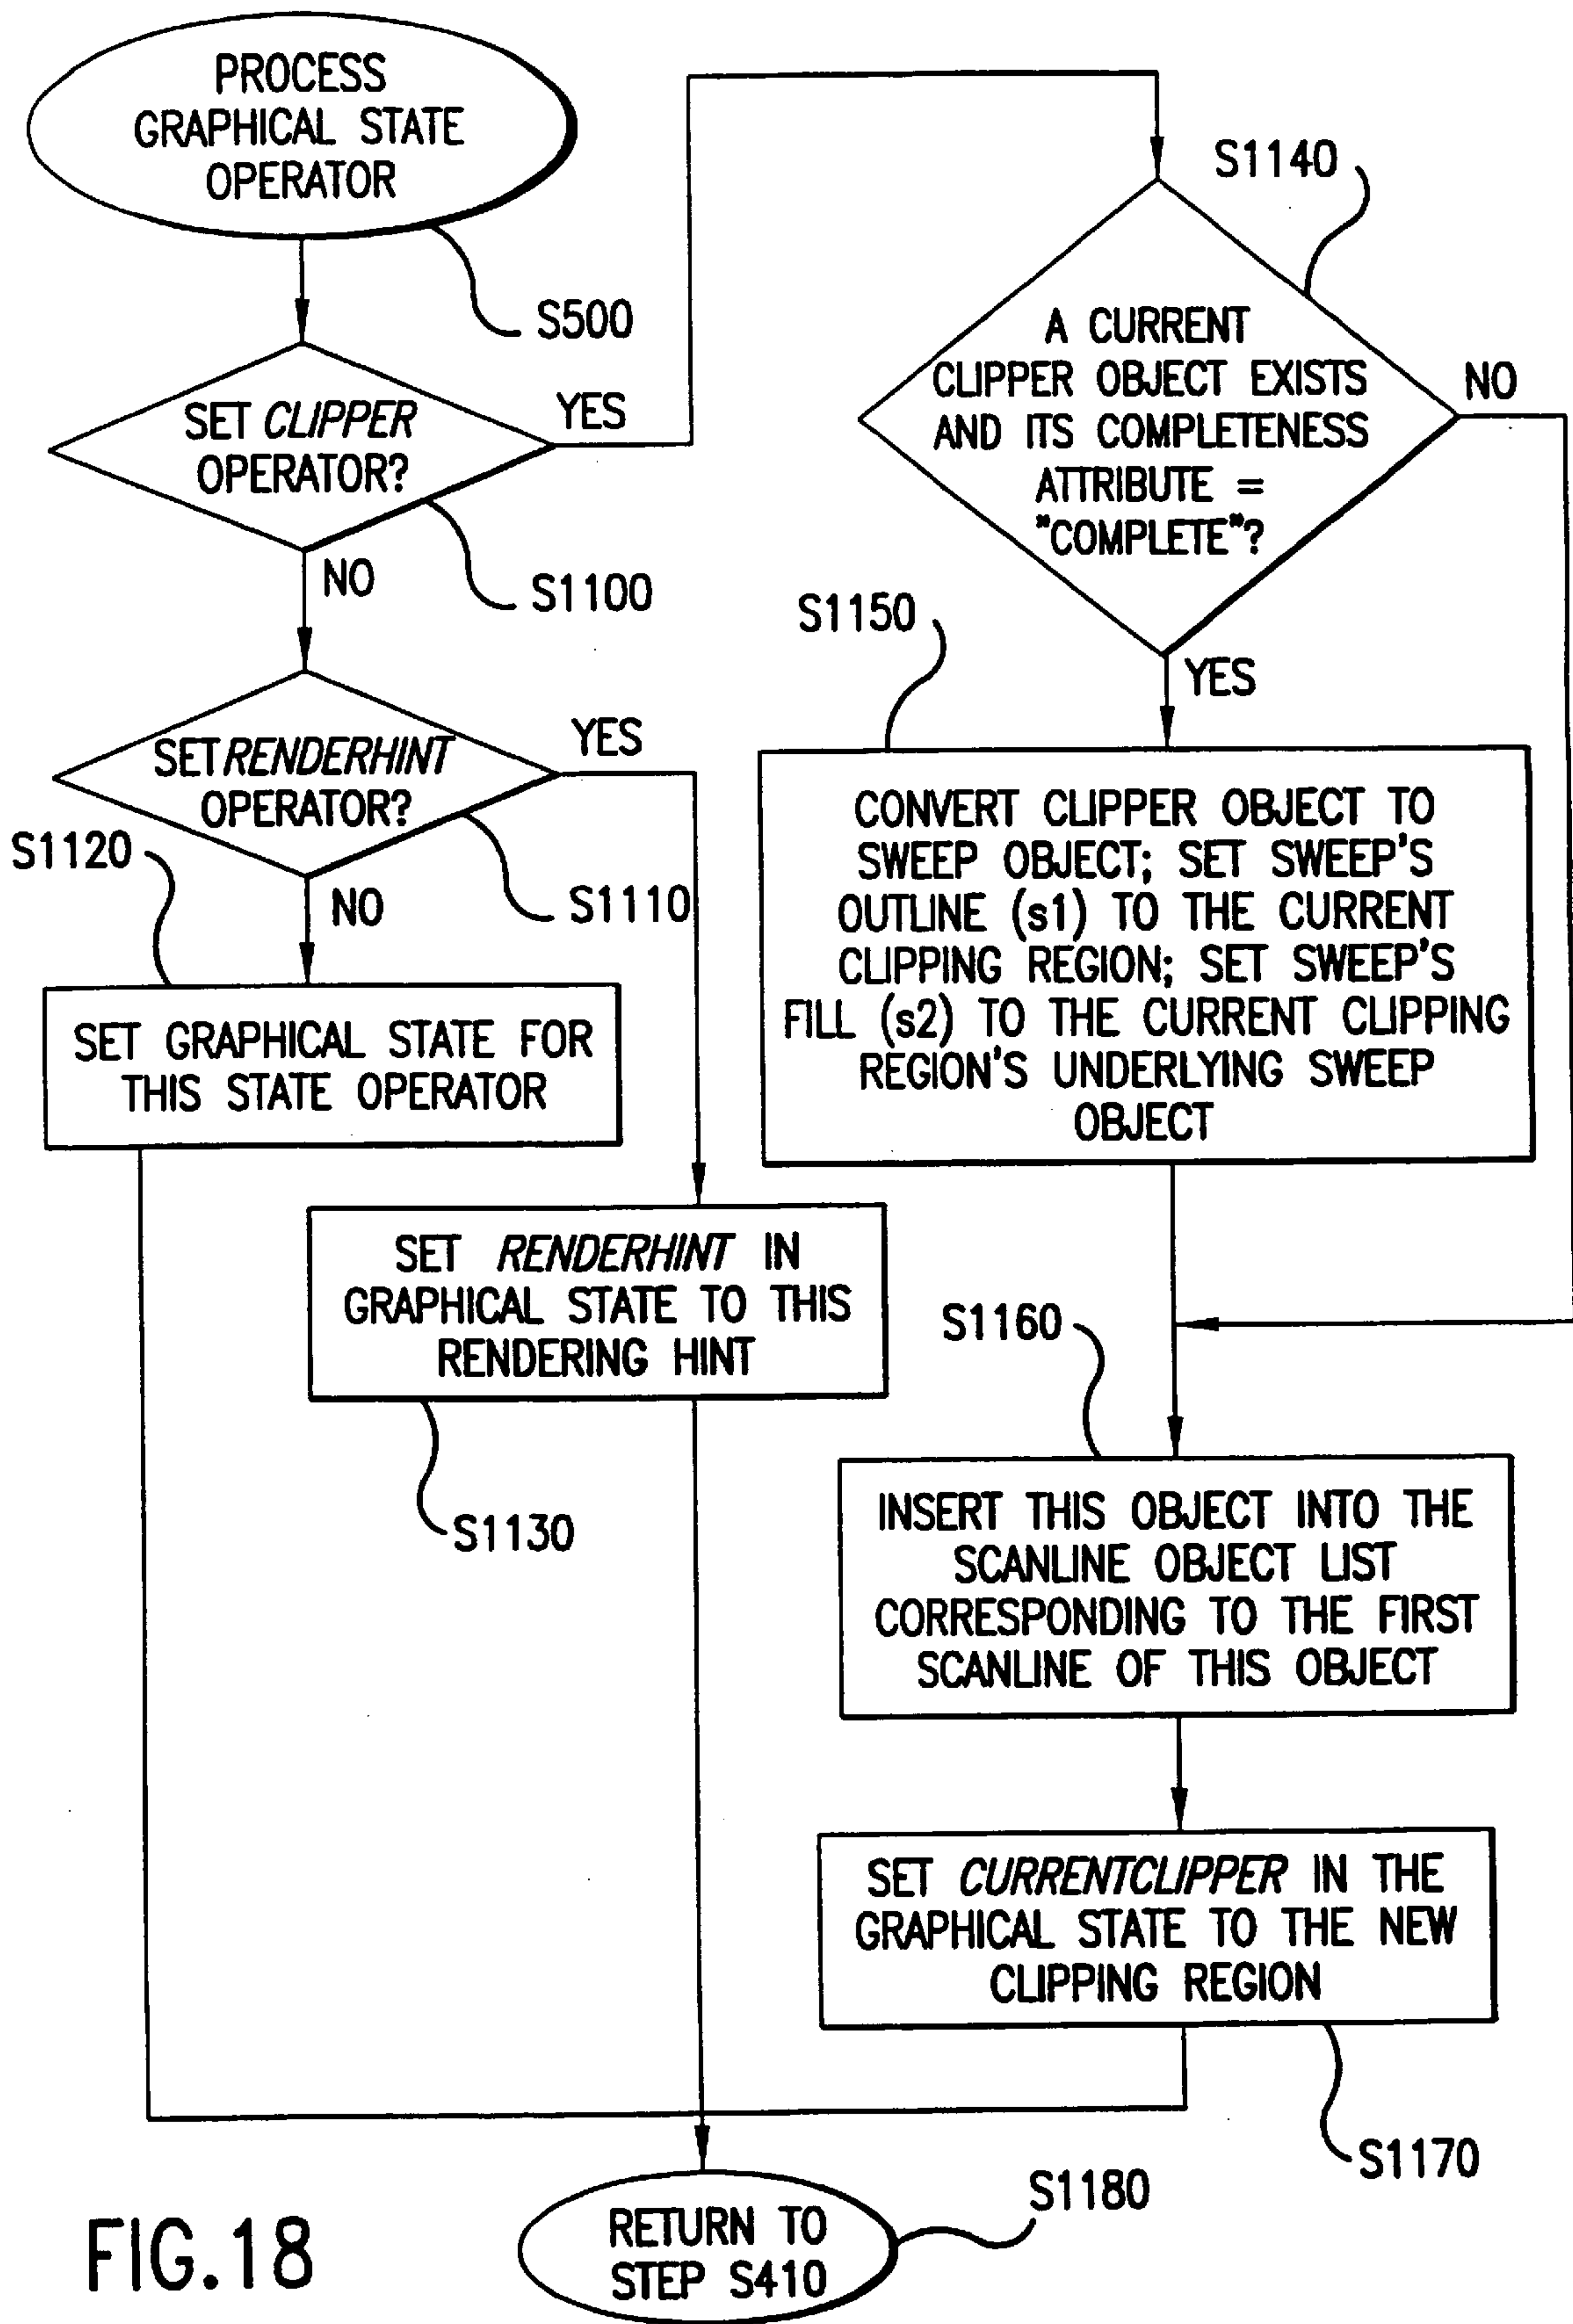 PROCESS
GRAPHICAL STATE
OPERATOR
S500
SET CLIPPER
OPERATOR?
YES
NO
S1100
SET RENDERHINT
OPERATOR?
YES
NO
S1110
S1120
SET GRAPHICAL STATE FOR
THIS STATE OPERATOR
SET RENDERHINT IN
GRAPHICAL STATE TO THIS
RENDERING HINT
S1130
S1140
A CURRENT
CLIPPER OBJECT EXISTS
AND ITS COMPLETENESS
ATTRIBUTE =
"COMPLETE"?
NO
YES
S1150
CONVERT CLIPPER OBJECT TO
SWEEP OBJECT; SET SWEEP'S
OUTLINE (s1) TO THE CURRENT
CLIPPING REGION; SET SWEEP'S
FILL (s2) TO THE CURRENT CLIPPING
REGION'S UNDERLYING SWEEP
OBJECT
S1160
INSERT THIS OBJECT INTO THE
SCANLINE OBJECT LIST
CORRESPONDING TO THE FIRST
SCANLINE OF THIS OBJECT
SET CURRENTCLIPPER IN THE
GRAPHICAL STATE TO THE NEW
CLIPPING REGION
S1170
S1180
RETURN TO
STEP S410
FIG.18